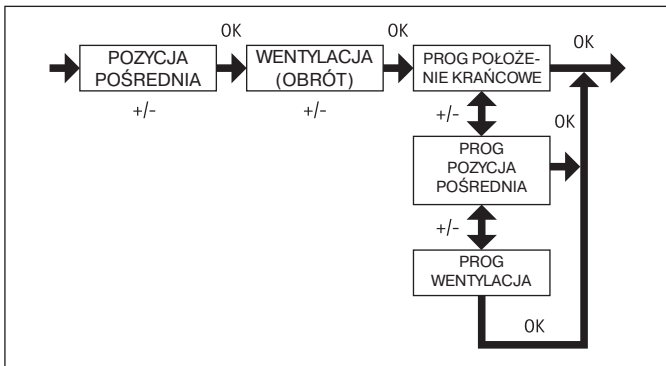 OK
OK
OK
POZYCJA
POŚREDNIA
WENTYLACJA
(OBRÓT)
PROG POŁOŻE-
NIE KRAŃCOWE
+/-
+/-
+/-
OK
PROG
POZYCJA
POŚREDNIA
+/-
PROG
WENTYLACJA
OK